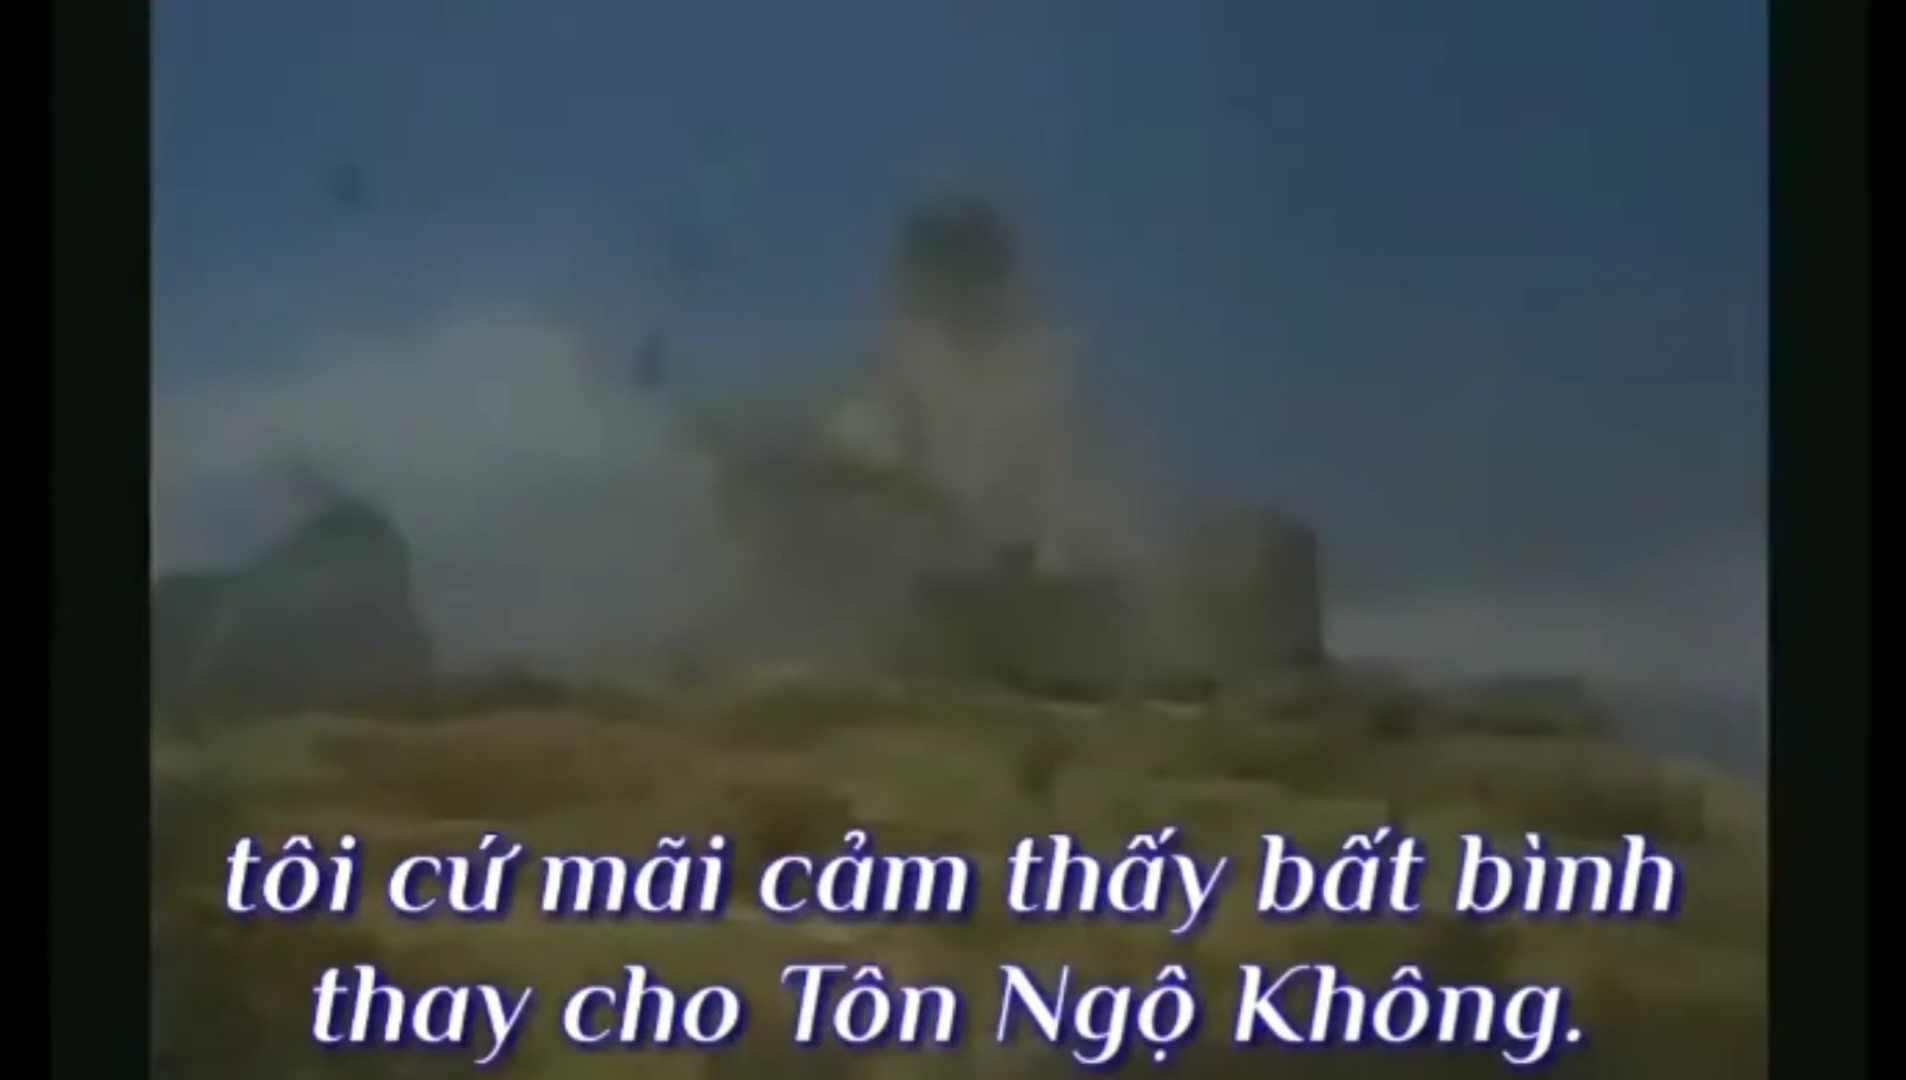 tôi cứ mãi cảm thấy bất bình
thay cho Tôn Ngộ Không.